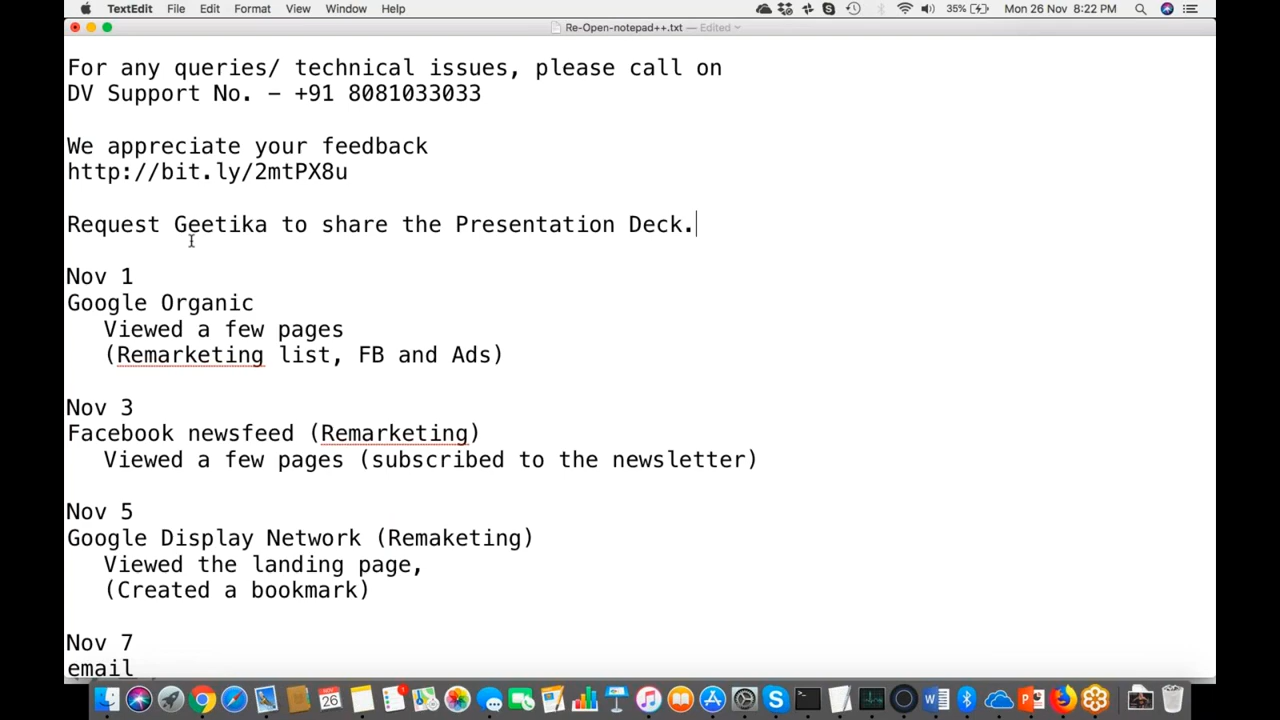 TextEdit File Edit Format View Window Help 35% Mon 26 Nov 8:22 PM
Re-Open-notepad++.txt — Edited
For any queries/ technical issues, please call on
DV Support No. – +91 8081033033
We appreciate your feedback
http://bit.ly/2mtPX8u
Request Geetika to share the Presentation Deck.
Nov 1
Google Organic
Viewed a few pages
(Remarketing list, FB and Ads)
Nov 3
Facebook newsfeed (Remarketing)
Viewed a few pages (subscribed to the newsletter)
Nov 5
Google Display Network (Remaketing)
Viewed the landing page,
(Created a bookmark)
Nov 7
email